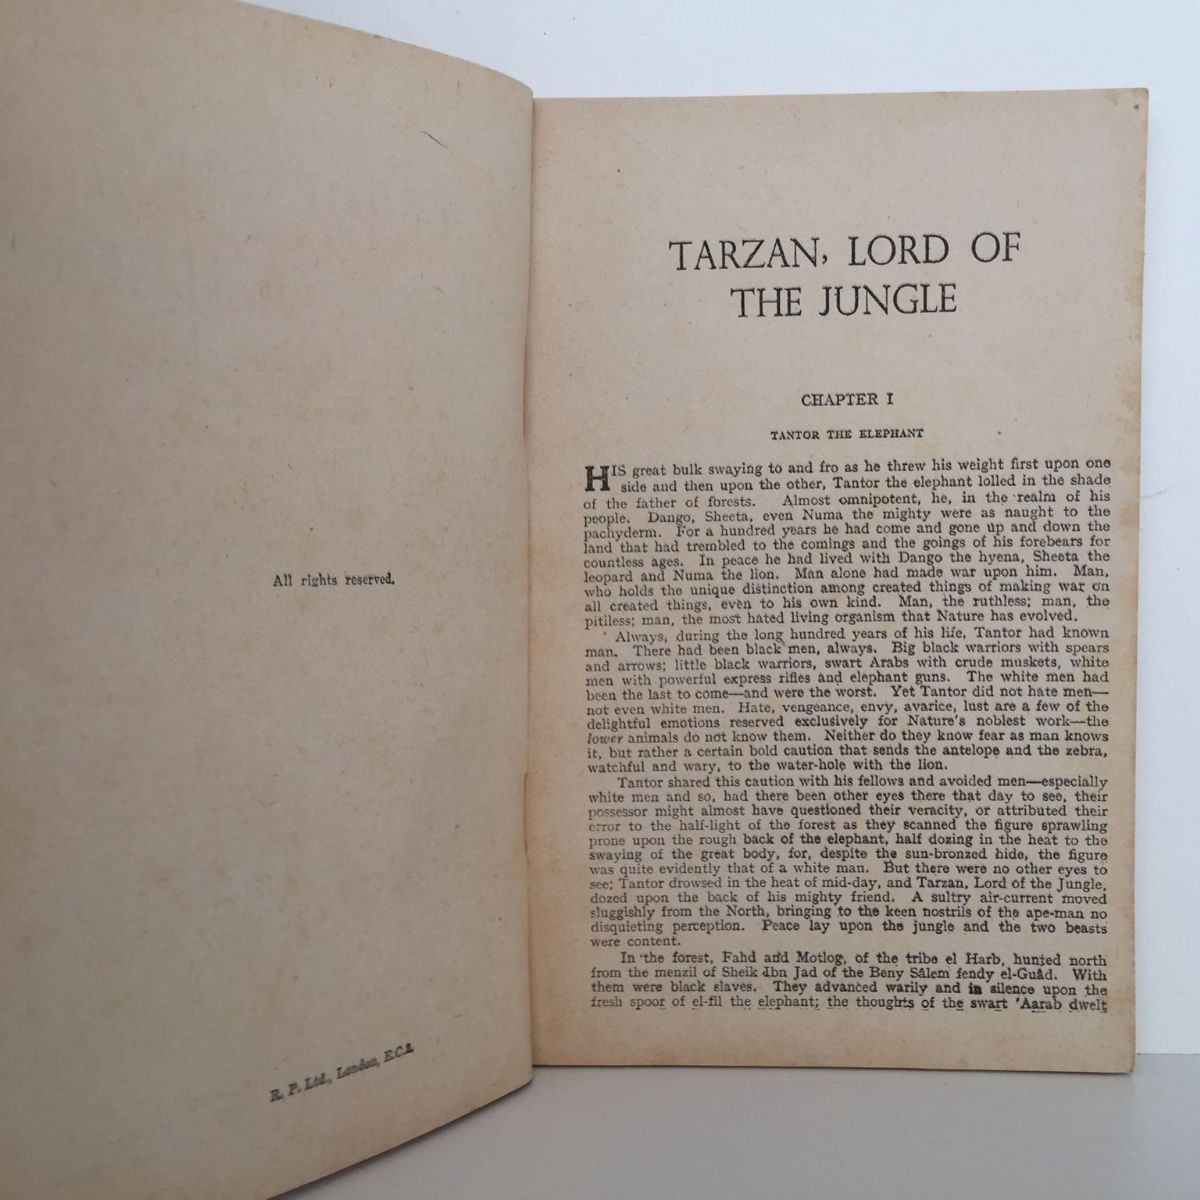 All rights reserved.
R. P. Ltd., London, E.C.2.
TARZAN, LORD OF
THE JUNGLE
CHAPTER I
TANTOR THE ELEPHANT
HIS great bulk swaying to and fro as he threw his weight first upon one
side and then upon the other, Tantor the elephant lolled in the shade
of the father of forests. Almost omnipotent, he, in the realm of his
people. Dango, Sheeta, even Numa the mighty were as naught to the
pachyderm. For a hundred years he had come and gone up and down the
land that had trembled to the comings and the goings of his forebears for
countless ages. In peace he had lived with Dango the hyena, Sheeta the
leopard and Numa the lion. Man alone had made war upon him. Man,
who holds the unique distinction among created things of making war on
all created things, even to his own kind. Man, the ruthless; man, the
pitiless; man, the most hated living organism that Nature has evolved.
Always, during the long hundred years of his life, Tantor had known
man. There had been black men, always. Big black warriors with spears
and arrows; little black warriors, swart Arabs with crude muskets, white
men with powerful express rifles and elephant guns. The white men had
been the last to come—and were the worst. Yet Tantor did not hate men—
not even white men. Hate, vengeance, envy, avarice, lust are a few of the
delightful emotions reserved exclusively for Nature's noblest work—the
lower animals do not know them. Neither do they know fear as man knows
it, but rather a certain bold caution that sends the antelope and the zebra,
watchful and wary, to the water-hole with the lion.
Tantor shared this caution with his fellows and avoided men—especially
white men and so, had there been other eyes there that day to see, their
possessor might almost have questioned their veracity, or attributed their
error to the half-light of the forest as they scanned the figure sprawling
prone upon the rough back of the elephant, half dozing in the heat to the
swaying of the great body, for, despite the sun-bronzed hide, the figure
was quite evidently that of a white man. But there were no other eyes to
see; Tantor drowsed in the heat of mid-day, and Tarzan, Lord of the Jungle,
dozed upon the back of his mighty friend. A sultry air-current moved
sluggishly from the North, bringing to the keen nostrils of the ape-man no
disquieting perception. Peace lay upon the jungle and the two beasts
were content.
In the forest, Fahd and Motlog, of the tribe el Harb, hunted north
from the menzil of Sheik Ibn Jad of the Beny Sâlem fendy el-Guâd. With
them were black slaves. They advanced warily and in silence upon the
fresh spoor of el-fil the elephant; the thoughts of the swart 'Aarab dwelt